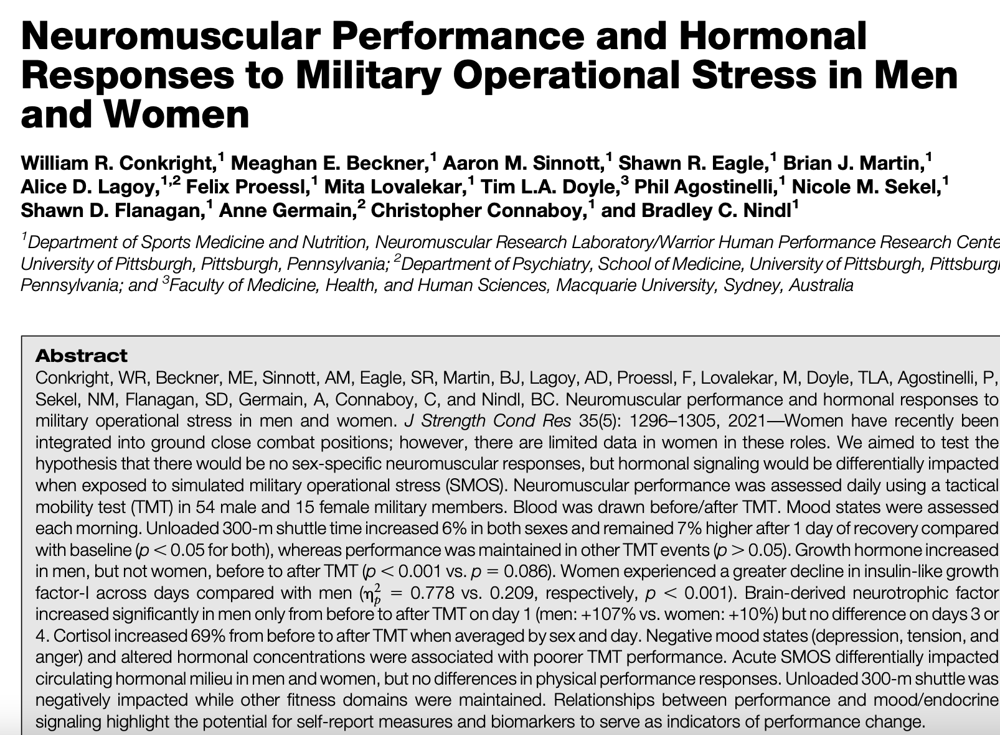 Neuromuscular Performance and Hormonal
Responses to Military Operational Stress in Men
and Women
William R. Conkright,1 Meaghan E. Beckner,1 Aaron M. Sinnott,1 Shawn R. Eagle,1 Brian J. Martin,1
Alice D. Lagoy,1,2 Felix Proessl,1 Mita Lovalekar,1 Tim L.A. Doyle,3 Phil Agostinelli,1 Nicole M. Sekel,1
Shawn D. Flanagan,1 Anne Germain,2 Christopher Connaboy,1 and Bradley C. Nindl1
1Department of Sports Medicine and Nutrition, Neuromuscular Research Laboratory/Warrior Human Performance Research Cente
University of Pittsburgh, Pittsburgh, Pennsylvania; 2Department of Psychiatry, School of Medicine, University of Pittsburgh, Pittsburg
Pennsylvania; and 3Faculty of Medicine, Health, and Human Sciences, Macquarie University, Sydney, Australia
Abstract
Conkright, WR, Beckner, ME, Sinnott, AM, Eagle, SR, Martin, BJ, Lagoy, AD, Proessl, F, Lovalekar, M, Doyle, TLA, Agostinelli, P,
Sekel, NM, Flanagan, SD, Germain, A, Connaboy, C, and Nindl, BC. Neuromuscular performance and hormonal responses to
military operational stress in men and women. J Strength Cond Res 35(5): 1296–1305, 2021—Women have recently been
integrated into ground close combat positions; however, there are limited data in women in these roles. We aimed to test the
hypothesis that there would be no sex-specific neuromuscular responses, but hormonal signaling would be differentially impacted
when exposed to simulated military operational stress (SMOS). Neuromuscular performance was assessed daily using a tactical
mobility test (TMT) in 54 male and 15 female military members. Blood was drawn before/after TMT. Mood states were assessed
each morning. Unloaded 300-m shuttle time increased 6% in both sexes and remained 7% higher after 1 day of recovery compared
with baseline (p < 0.05 for both), whereas performance was maintained in other TMT events (p > 0.05). Growth hormone increased
in men, but not women, before to after TMT (p < 0.001 vs. p = 0.086). Women experienced a greater decline in insulin-like growth
factor-I across days compared with men (η²p = 0.778 vs. 0.209, respectively, p < 0.001). Brain-derived neurotrophic factor
increased significantly in men only from before to after TMT on day 1 (men: +107% vs. women: +10%) but no difference on days 3 or
4. Cortisol increased 69% from before to after TMT when averaged by sex and day. Negative mood states (depression, tension, and
anger) and altered hormonal concentrations were associated with poorer TMT performance. Acute SMOS differentially impacted
circulating hormonal milieu in men and women, but no differences in physical performance responses. Unloaded 300-m shuttle was
negatively impacted while other fitness domains were maintained. Relationships between performance and mood/endocrine
signaling highlight the potential for self-report measures and biomarkers to serve as indicators of performance change.